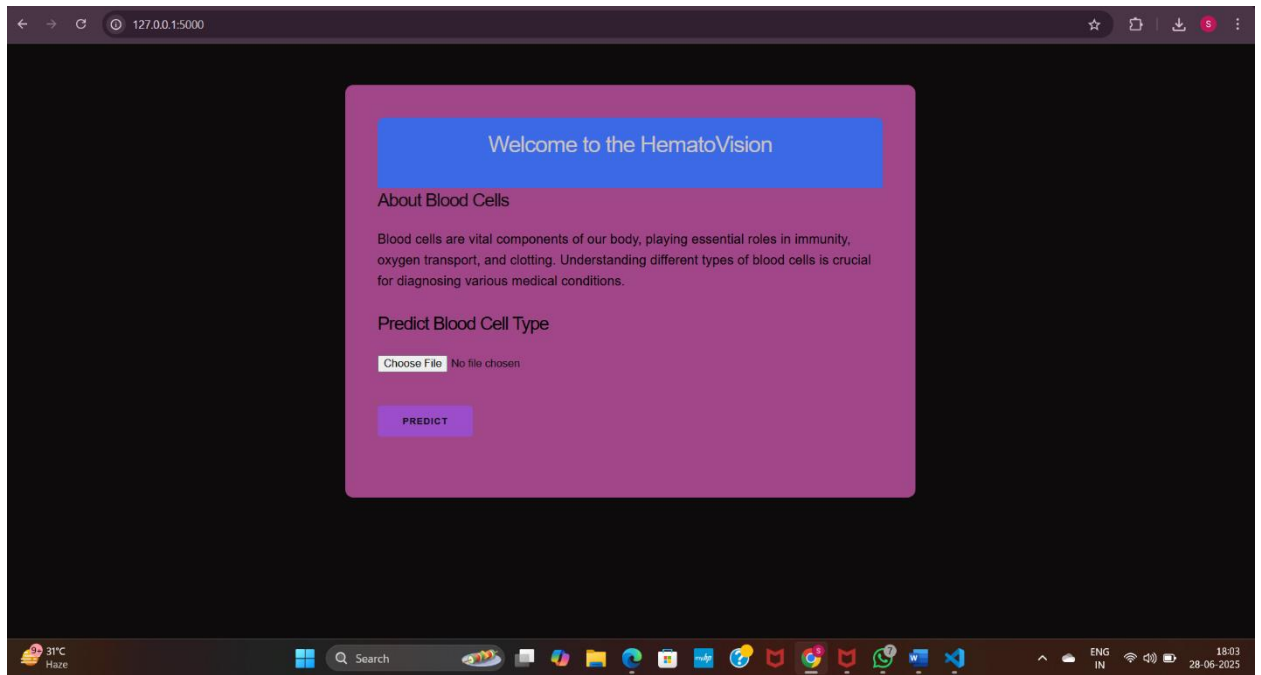 127.0.0.1:5000
S
Welcome to the HematoVision
About Blood Cells
Blood cells are vital components of our body, playing essential roles in immunity,
oxygen transport, and clotting. Understanding different types of blood cells is crucial
for diagnosing various medical conditions.
Predict Blood Cell Type
Choose File No file chosen
PREDICT
9+ 31°C
Haze
Search
mdp
S
7
ENG
IN
18:03
28-06-2025